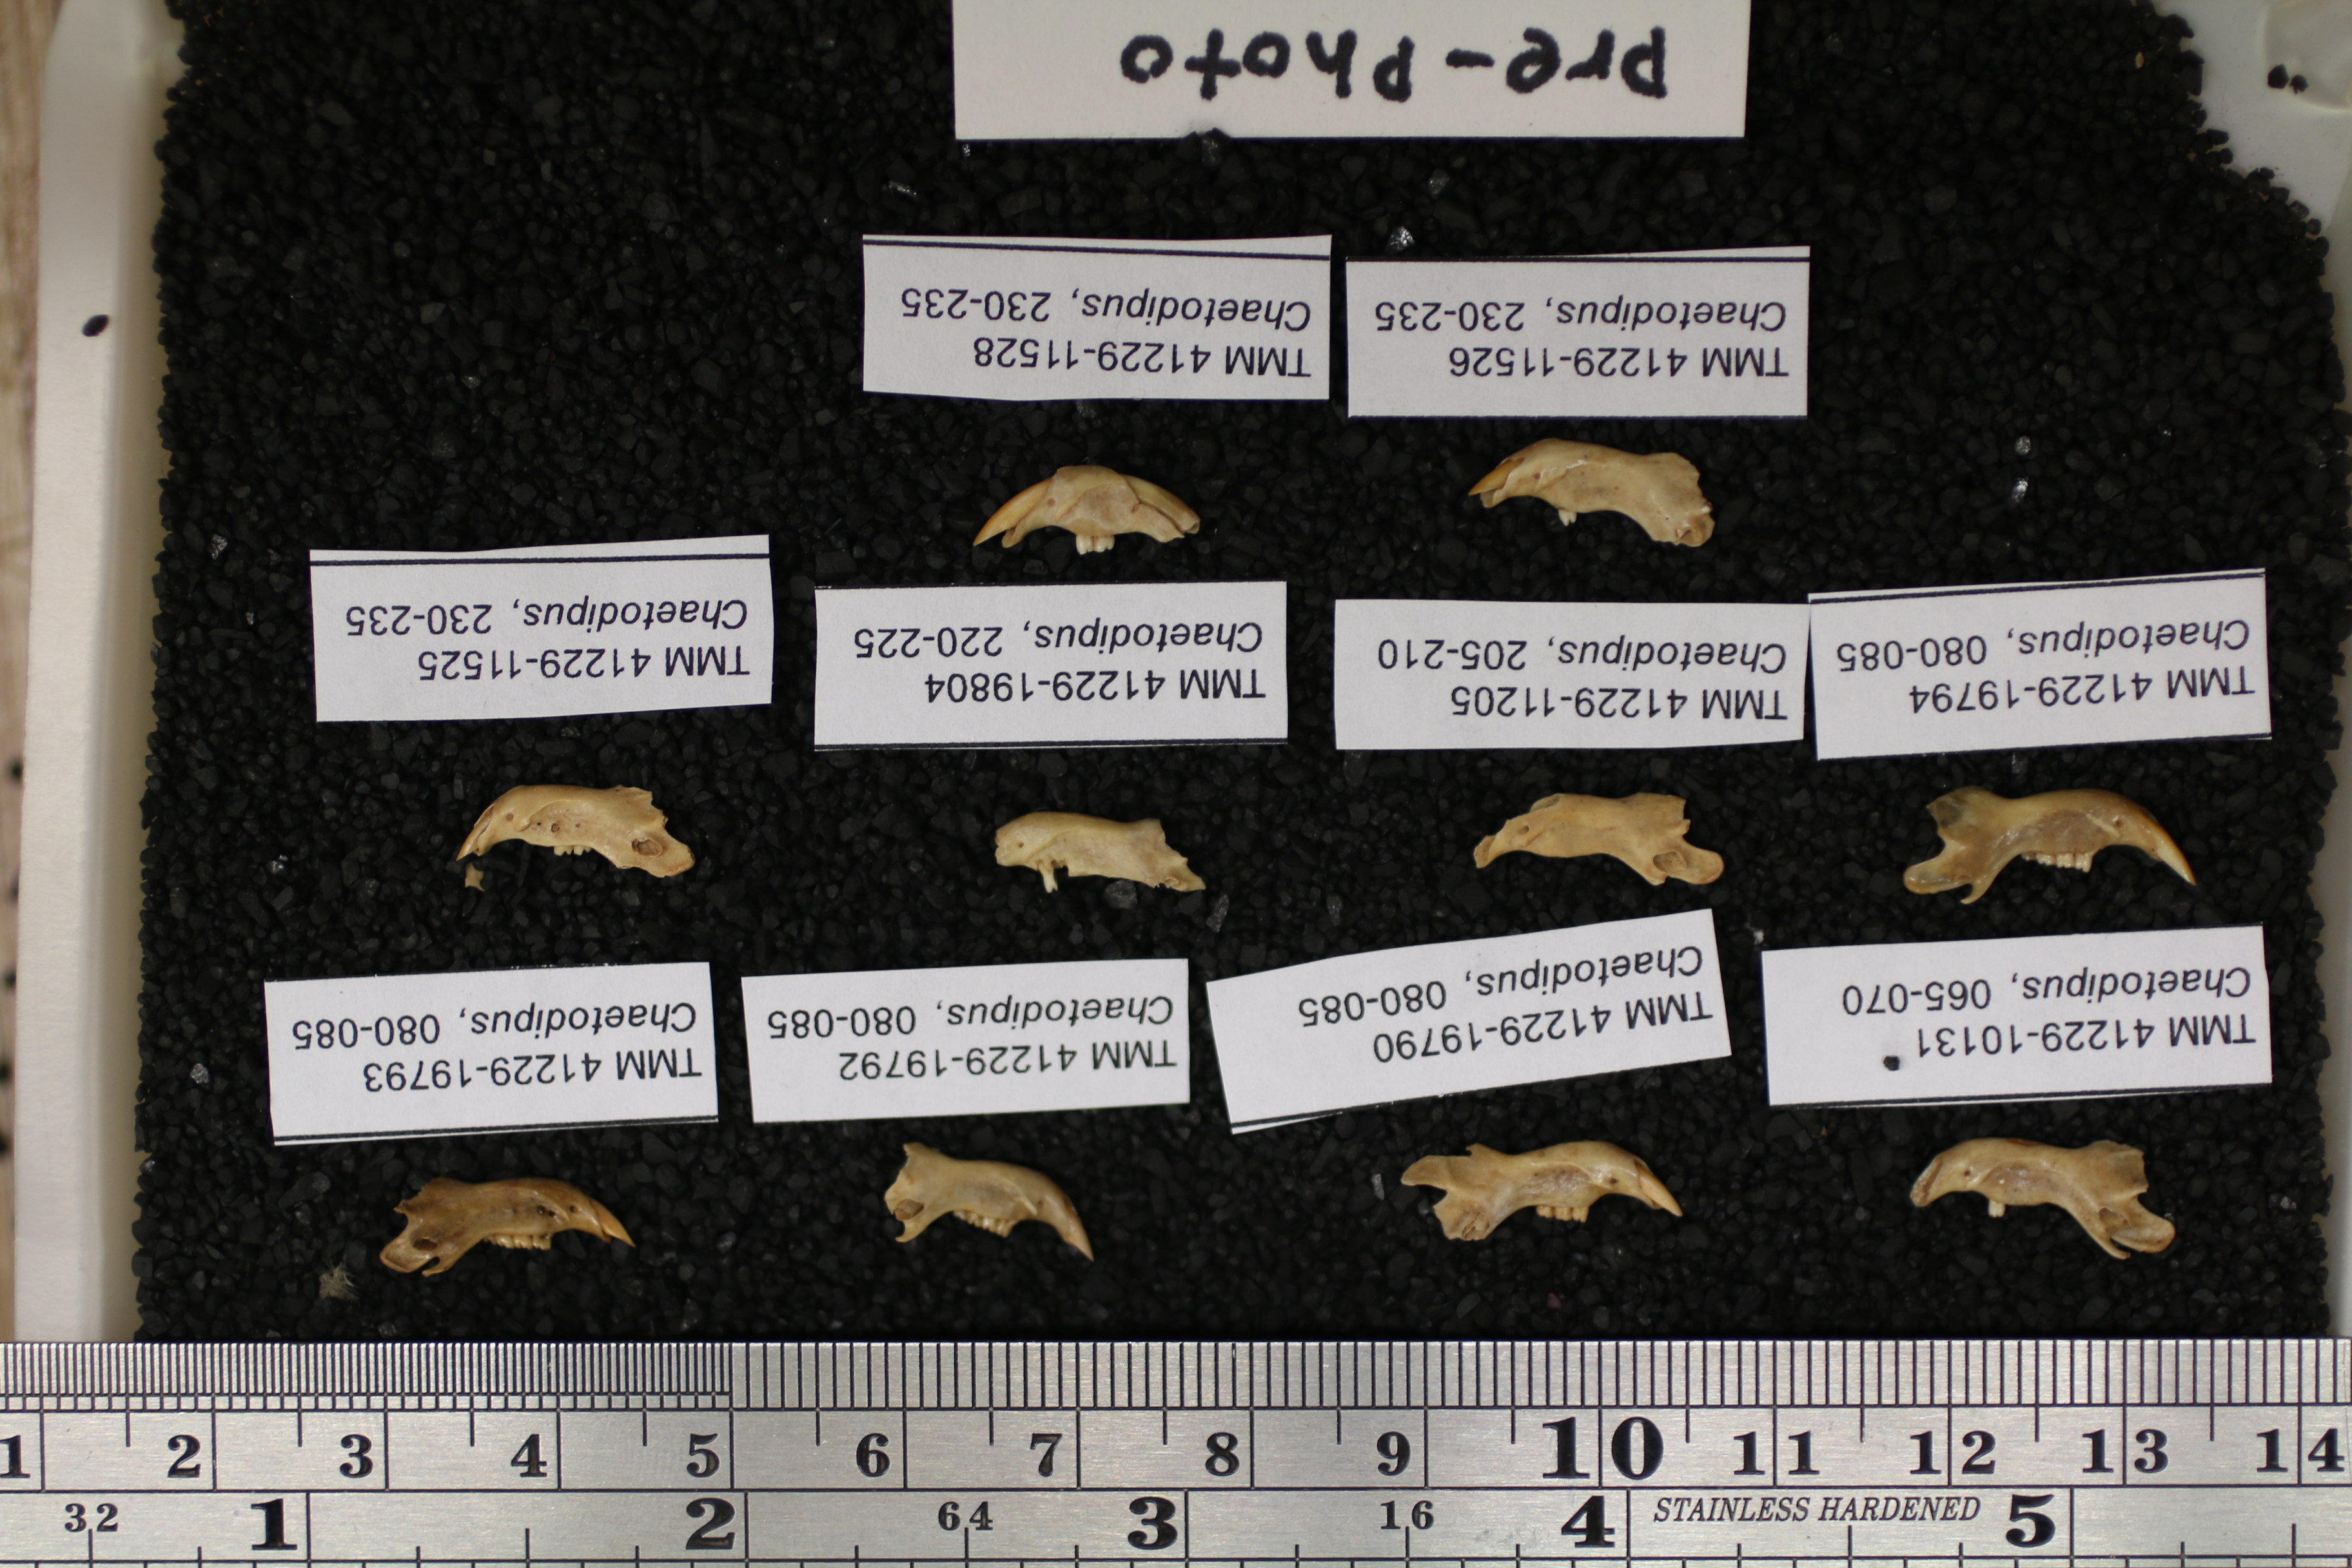 Pre-Photo
TMM 41229-11528
Chaetodipus, 230-235
TMM 41229-11526
Chaetodipus, 230-235
TMM 41229-11525
Chaetodipus, 230-235
TMM 41229-19804
Chaetodipus, 220-225
TMM 41229-11205
Chaetodipus, 205-210
TMM 41229-19794
Chaetodipus, 080-085
TMM 41229-19793
Chaetodipus, 080-085
TMM 41229-19792
Chaetodipus, 080-085
TMM 41229-19790
Chaetodipus, 080-085
TMM 41229-10131
Chaetodipus, 065-070
1 2 3 4 5 6 7 8 9 10 11 12 13 14
32 1 2 64 3 16 4 STAINLESS HARDENED 5